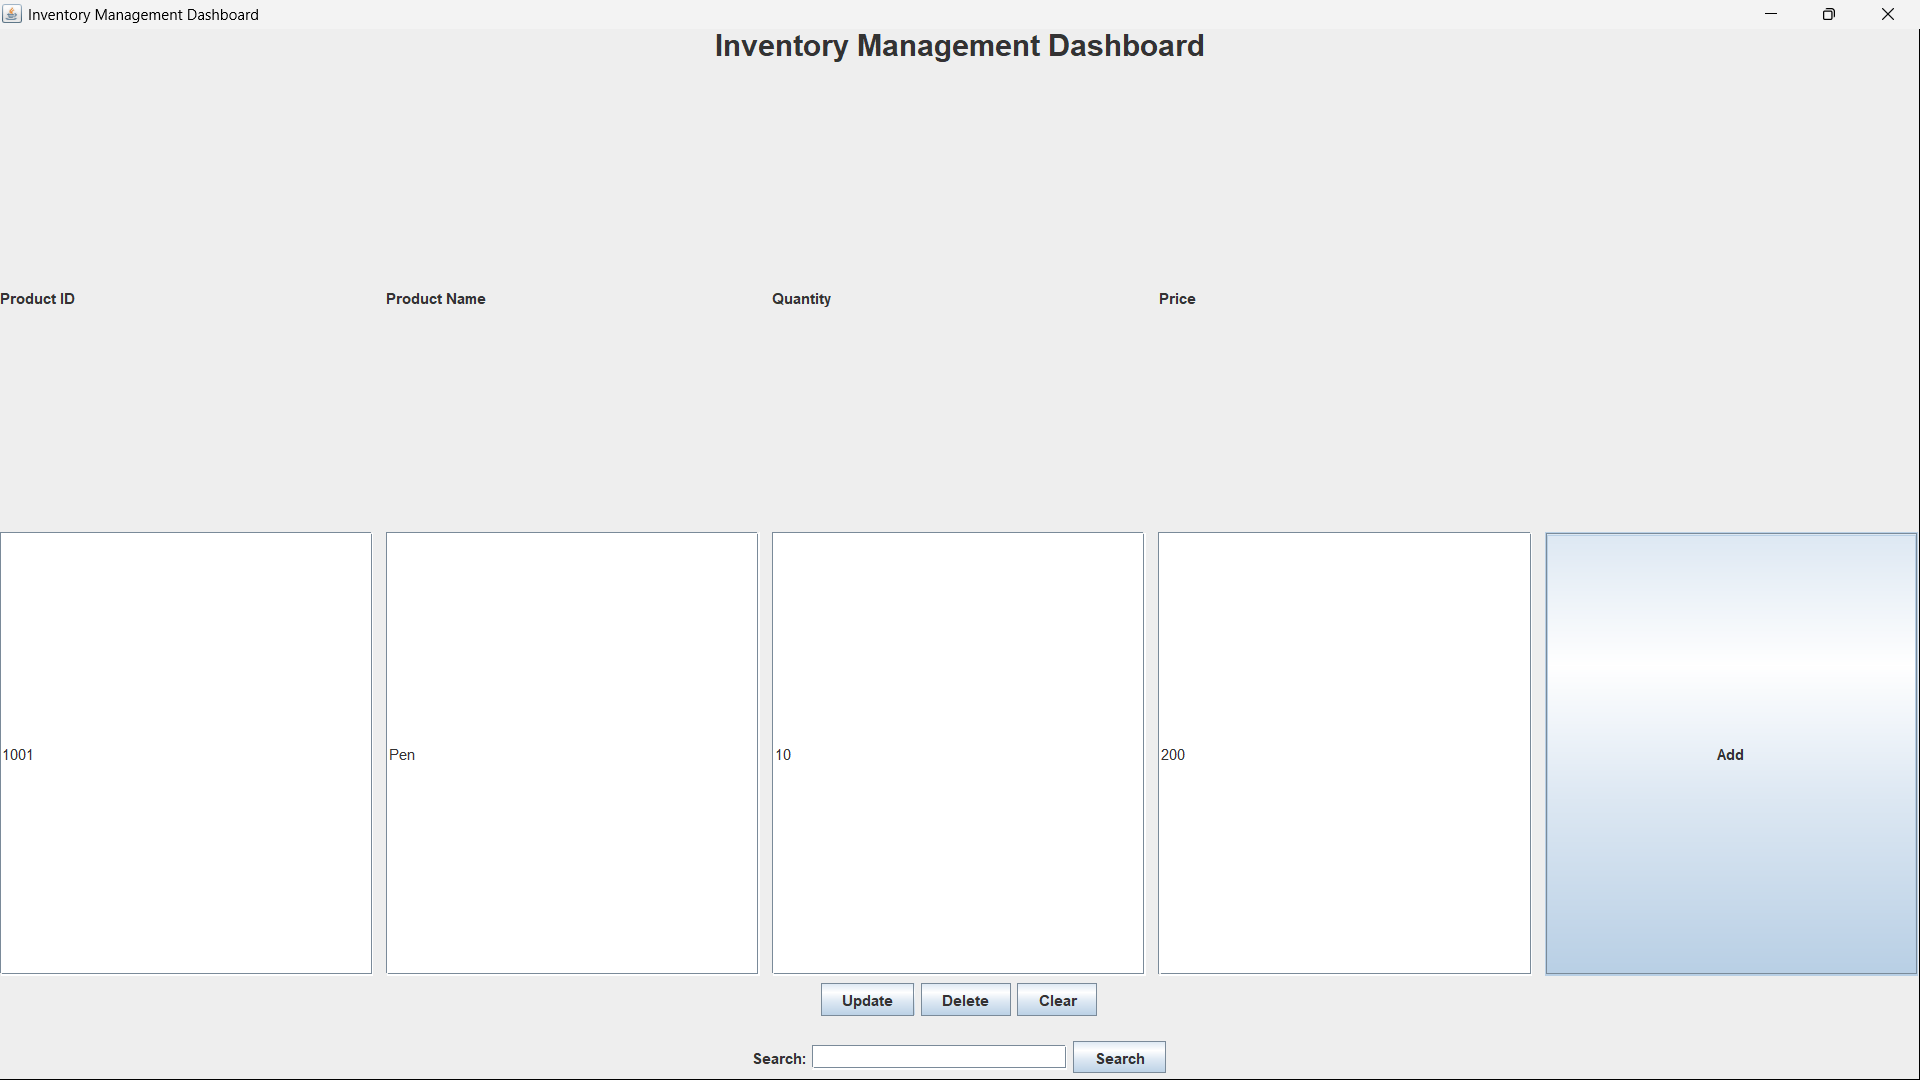 Inventory Management Dashboard
Inventory Management Dashboard
Product ID Product Name Quantity Price
1001 Pen 10 200 Add
Update Delete Clear
Search: Search